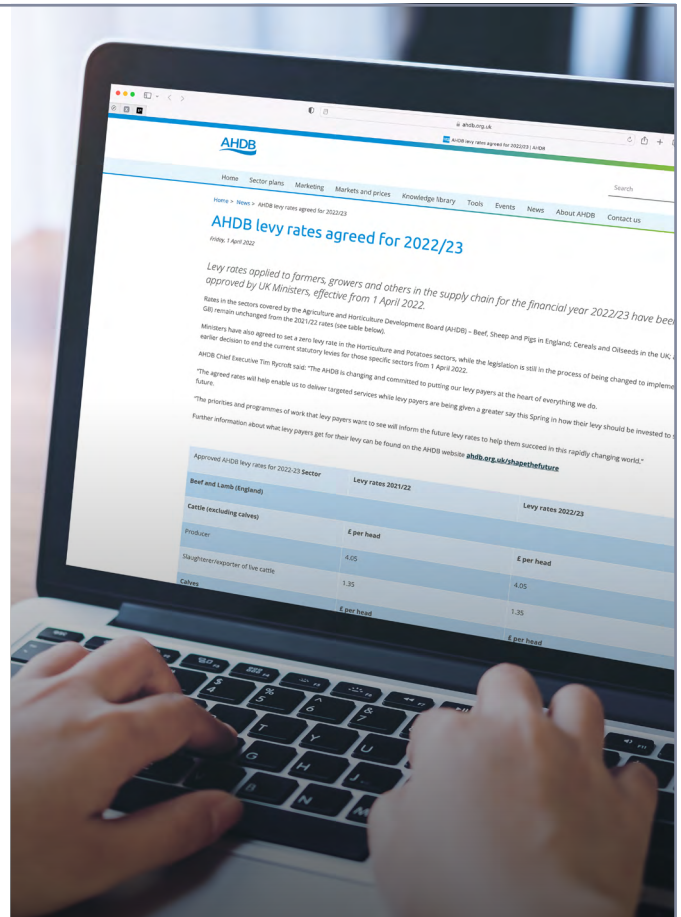 ahdb.org.uk
AHDB levy rates agreed for 2022/23 | AHDB
AHDB
Search
Home Sector plans Marketing Markets and prices Knowledge library Tools Events News About AHDB Contact us
Home > News > AHDB levy rates agreed for 2022/23
AHDB levy rates agreed for 2022/23
Friday, 1 April 2022
Levy rates applied to farmers, growers and others in the supply chain for the financial year 2022/23 have been
approved by UK Ministers, effective from 1 April 2022.
Rates in the sectors covered by the Agriculture and Horticulture Development Board (AHDB) – Beef, Sheep and Pigs in England; Cereals and Oilseeds in the UK;
GB) remain unchanged from the 2021/22 rates (see table below).
Ministers have also agreed to set a zero levy rate in the Horticulture and Potatoes sectors, while the legislation is still in the process of being changed to
earlier decision to end the current statutory levies for those specific sectors from 1 April 2022.
AHDB Chief Executive Tim Rycroft said: "The AHDB is changing and committed to putting our levy payers at the heart of everything we do.
"The agreed rates will help enable us to deliver targeted services while levy payers are being given a greater say this Spring in how their levy should be invested to
future.
"The priorities and programmes of work that levy payers want to see will inform the future levy rates to help them succeed in this rapidly changing world."
Further information about what levy payers get for their levy can be found on the AHDB website ahdb.org.uk/shapethefuture
Approved AHDB levy rates for 2022-23 Sector Levy rates 2021/22 Levy rates 2022/23
Beef and Lamb (England)
Cattle (excluding calves) £ per head £ per head
Producer 4.05 4.05
Slaughterer/exporter of live cattle 1.35 1.35
Calves £ per head £ per head
$
4
%
5
^
6
&
7
T
Y
U
G
H
J
B
N
M